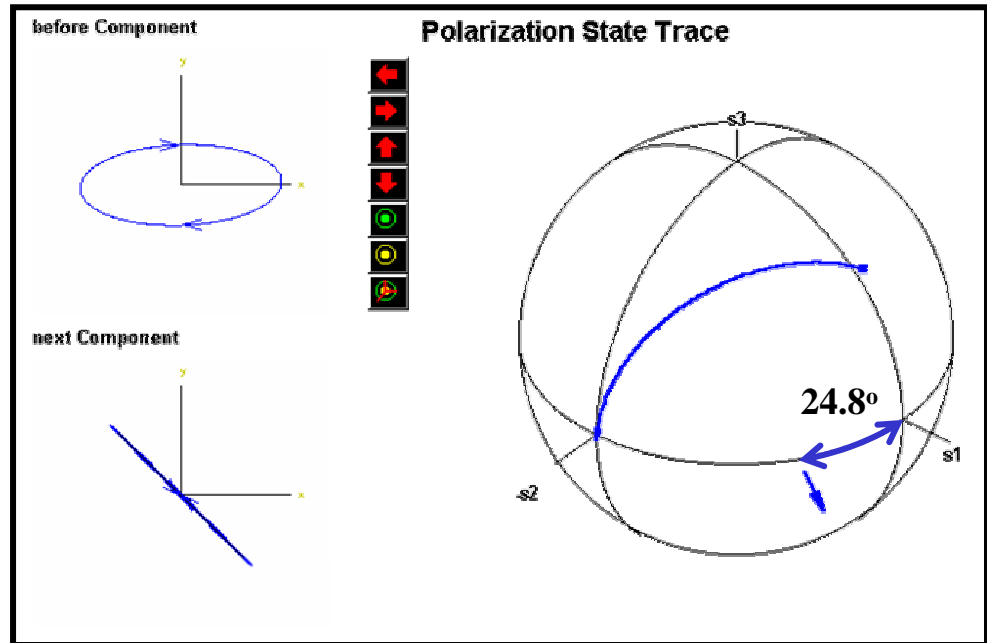 before Component
Polarization State Trace
y
x
s3
next Component
y
x
24.8°
s1
-s2